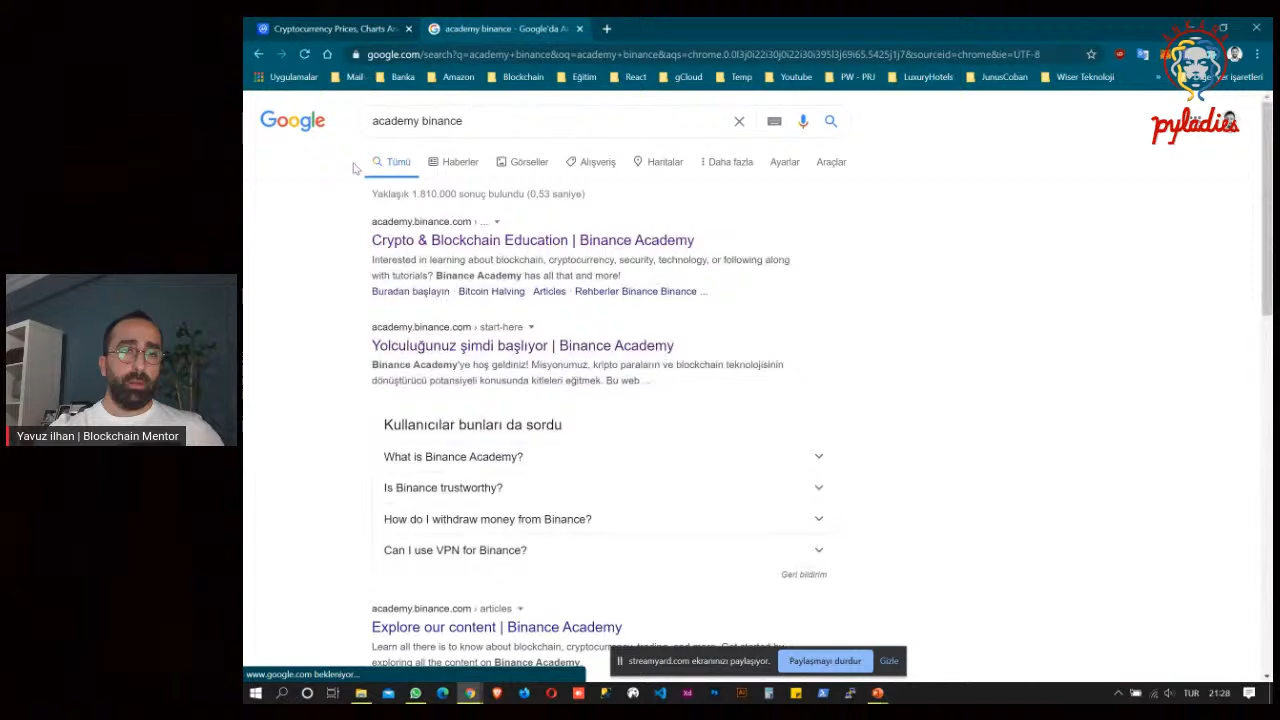 Cryptocurrency Prices, Charts A
academy binance - Google'da A
google.com/search?q=academy+binance&oq=academy+binance&aqs=chrome.0.0l3j0i22i30j0i22i30i395l3j69i65.5425j1j7&sourceid=chrome&ie=UTF-8
Uygulamalar Mail Banka Amazon Blockchain Eğitim React gCloud Temp Youtube PW - PRJ LuxuryHotels JunusCoban Wiser Teknoloji » Diğer yer işaretleri
pyladies
Google
academy binance
Tümü Haberler Görseller Alışveriş Haritalar Daha fazla Ayarlar Araçlar
Yaklaşık 1.810.000 sonuç bulundu (0,53 saniye)
academy.binance.com › ...
Crypto & Blockchain Education | Binance Academy
Interested in learning about blockchain, cryptocurrency, security, technology, or following along
with tutorials? Binance Academy has all that and more!
Buradan başlayın · Bitcoin Halving · Articles · Rehberler Binance Binance ...
academy.binance.com › start-here
Yolculuğunuz şimdi başlıyor | Binance Academy
Binance Academy'ye hoş geldiniz! Misyonumuz, kripto paraların ve blockchain teknolojisinin
dönüştürücü potansiyeli konusunda kitleleri eğitmek. Bu web ...
Kullanıcılar bunları da sordu
What is Binance Academy?
Is Binance trustworthy?
How do I withdraw money from Binance?
Can I use VPN for Binance?
Geri bildirim
academy.binance.com › articles
Explore our content | Binance Academy
Learn all there is to know about blockchain, cryptocurrency, trading, and more. Get started by
exploring all the content on Binance Academy.
streamyard.com ekranınızı paylaşıyor. Paylaşmayı durdur Gizle
www.google.com bekleniyor...
TUR 21:28
Yavuz ilhan | Blockchain Mentor